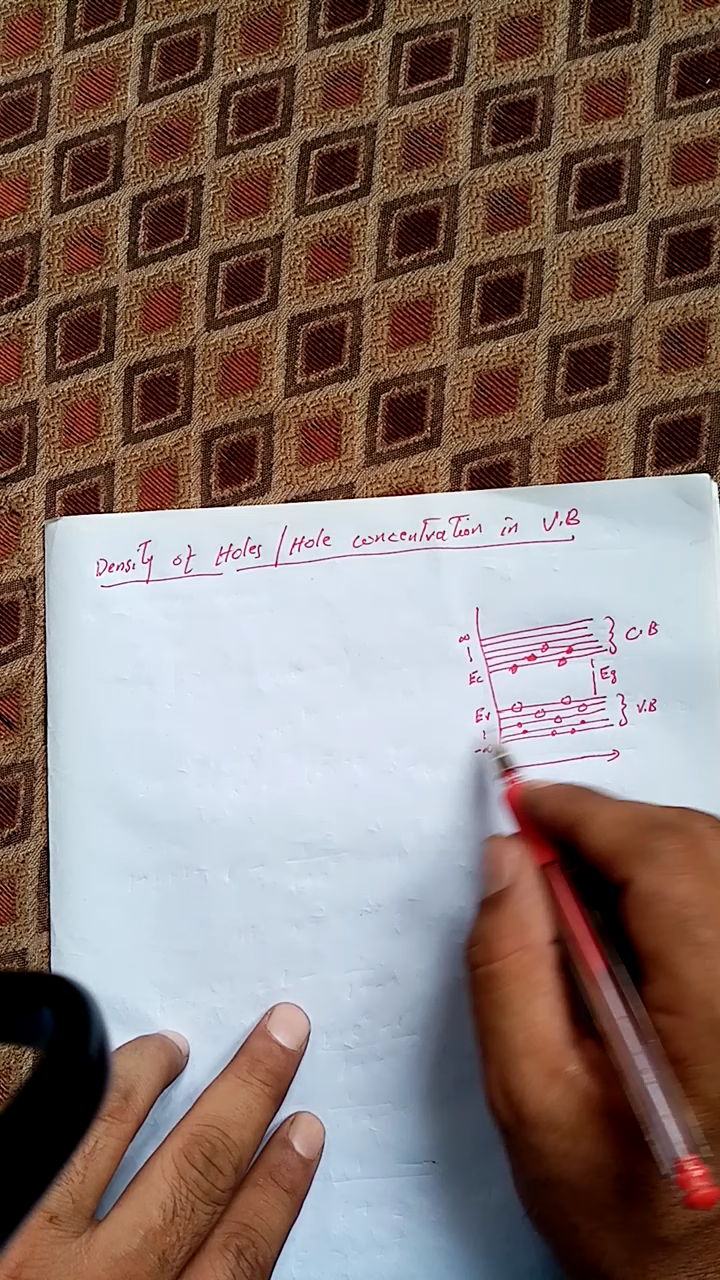 Density of Holes / Hole concentration in V.B
∞
C.B
Ec
Eg
Ev
V.B
-∞